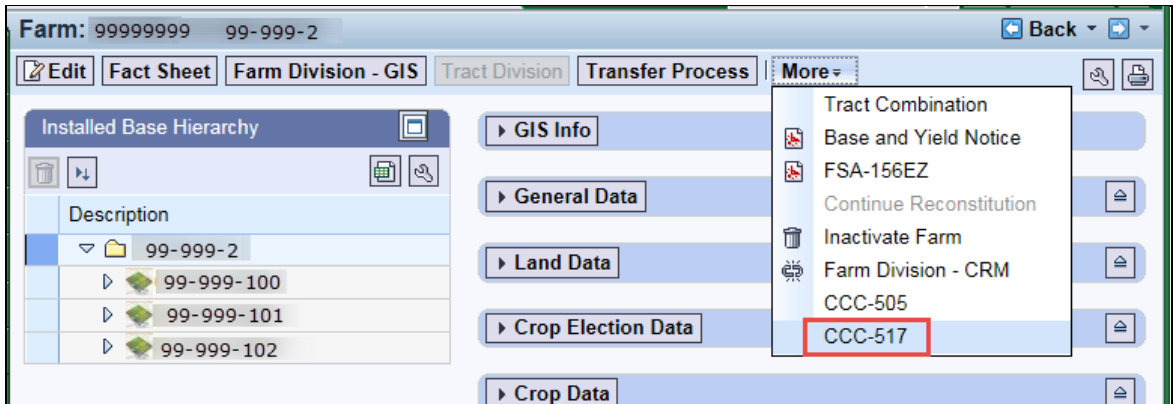 Farm: 99999999 99-999-2
Back
Edit Fact Sheet Farm Division - GIS Tract Division Transfer Process More
Installed Base Hierarchy
Description
99-999-2
99-999-100
99-999-101
99-999-102
GIS Info
General Data
Land Data
Crop Election Data
Crop Data
Tract Combination
Base and Yield Notice
FSA-156EZ
Continue Reconstitution
Inactivate Farm
Farm Division - CRM
CCC-505
CCC-517